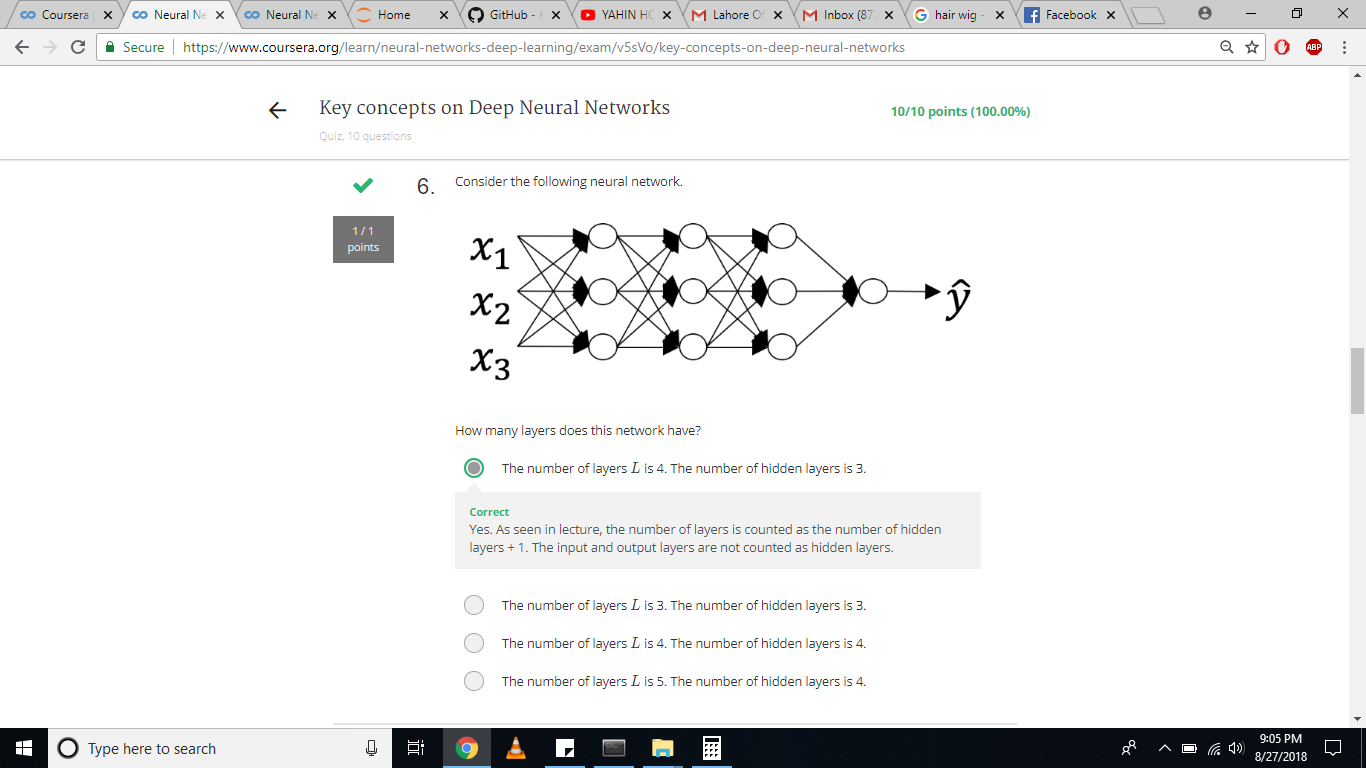 Coursera
Neural Ne
Neural Ne
Home
GitHub -
YAHIN HO
Lahore Of
Inbox (87
hair wig -
Facebook
Secure
https://www.coursera.org/learn/neural-networks-deep-learning/exam/v5sVo/key-concepts-on-deep-neural-networks
ABP
Key concepts on Deep Neural Networks
10/10 points (100.00%)
Quiz, 10 questions
6.
Consider the following neural network.
1 / 1
points
x₁
x₂
x₃
ŷ
How many layers does this network have?
The number of layers L is 4. The number of hidden layers is 3.
Correct
Yes. As seen in lecture, the number of layers is counted as the number of hidden
layers + 1. The input and output layers are not counted as hidden layers.
The number of layers L is 3. The number of hidden layers is 3.
The number of layers L is 4. The number of hidden layers is 4.
The number of layers L is 5. The number of hidden layers is 4.
Type here to search
9:05 PM
8/27/2018